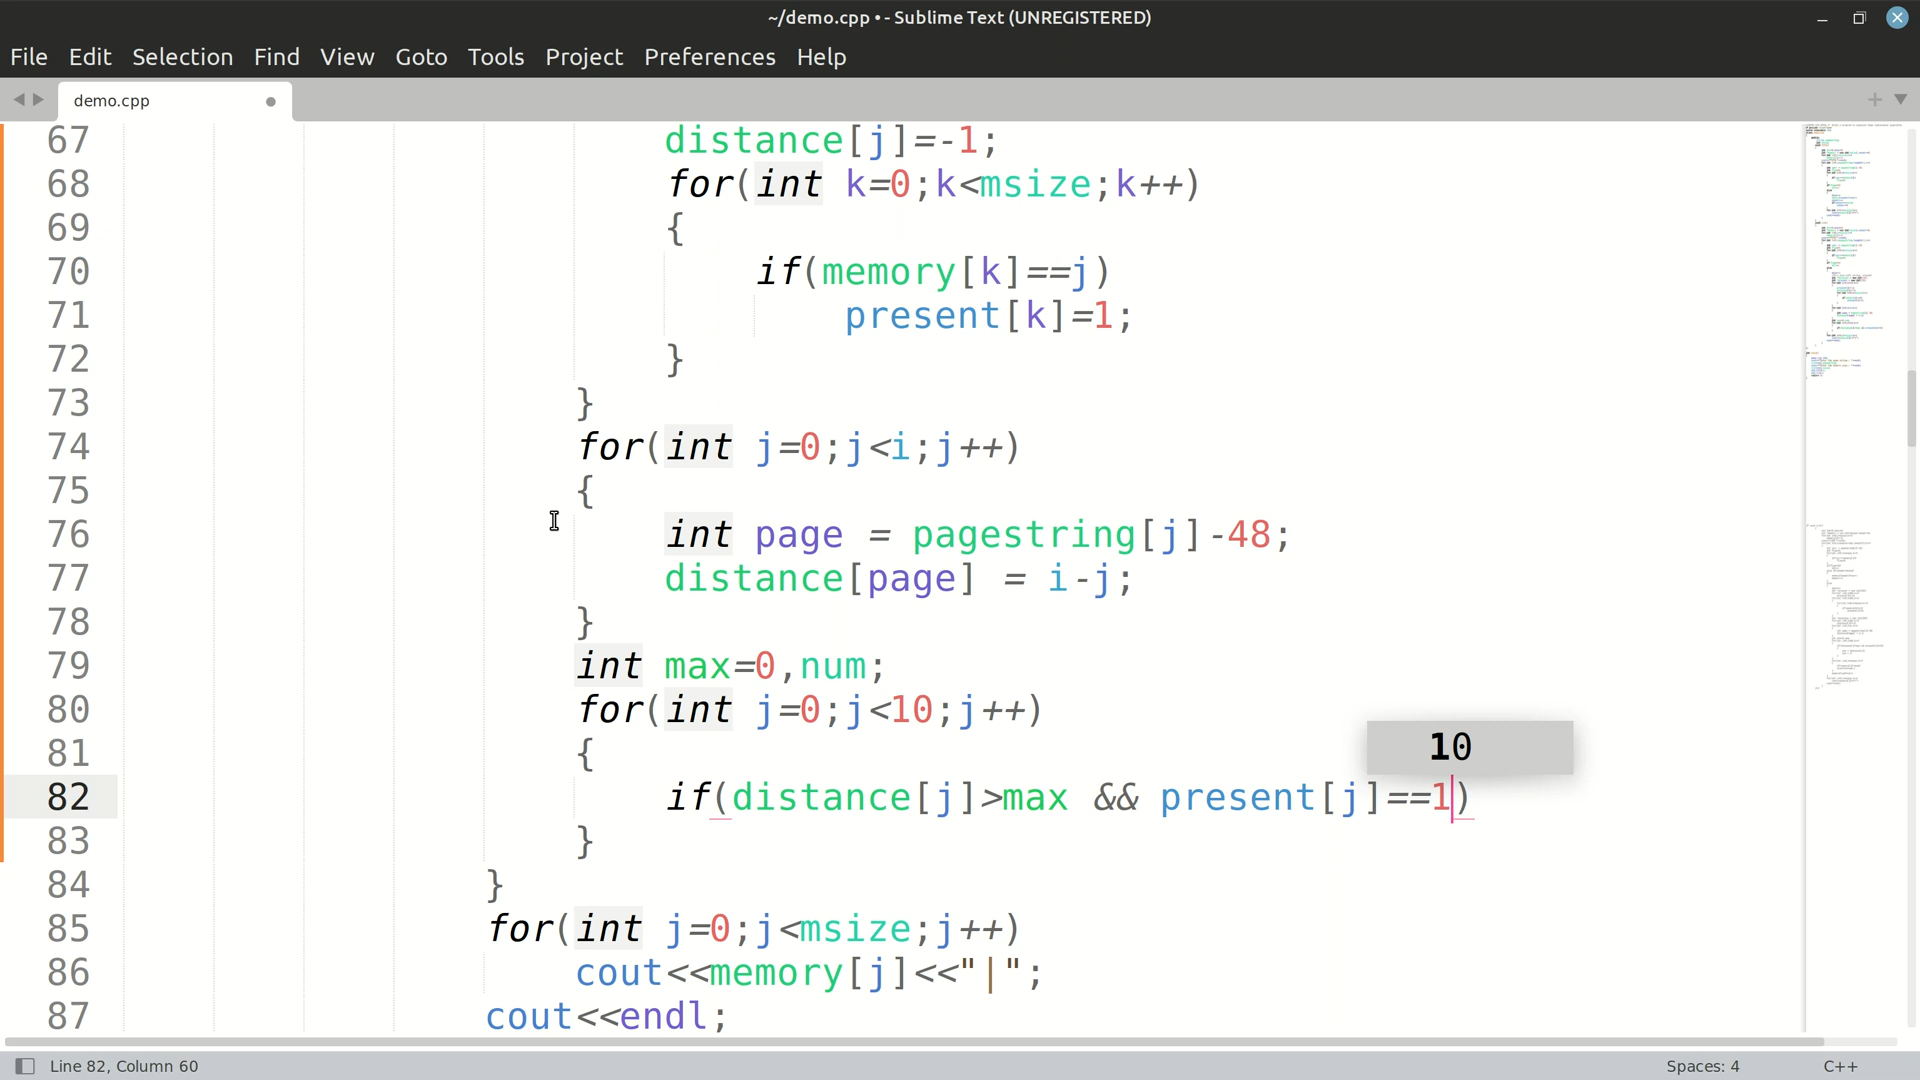 ~/demo.cpp • - Sublime Text (UNREGISTERED)
File Edit Selection Find View Goto Tools Project Preferences Help
demo.cpp
67 distance[j]=-1;
68 for(int k=0;k<msize;k++)
69 {
70 if(memory[k]==j)
71 present[k]=1;
72 }
73 }
74 for(int j=0;j<i;j++)
75 {
76 int page = pagestring[j]-48;
77 distance[page] = i-j;
78 }
79 int max=0,num;
80 for(int j=0;j<10;j++)
81 {
10
82 if(distance[j]>max && present[j]==1)
83 }
84 }
85 for(int j=0;j<msize;j++)
86 cout<<memory[j]<<"|";
87 cout<<endl;
Line 82, Column 60
Spaces: 4
C++